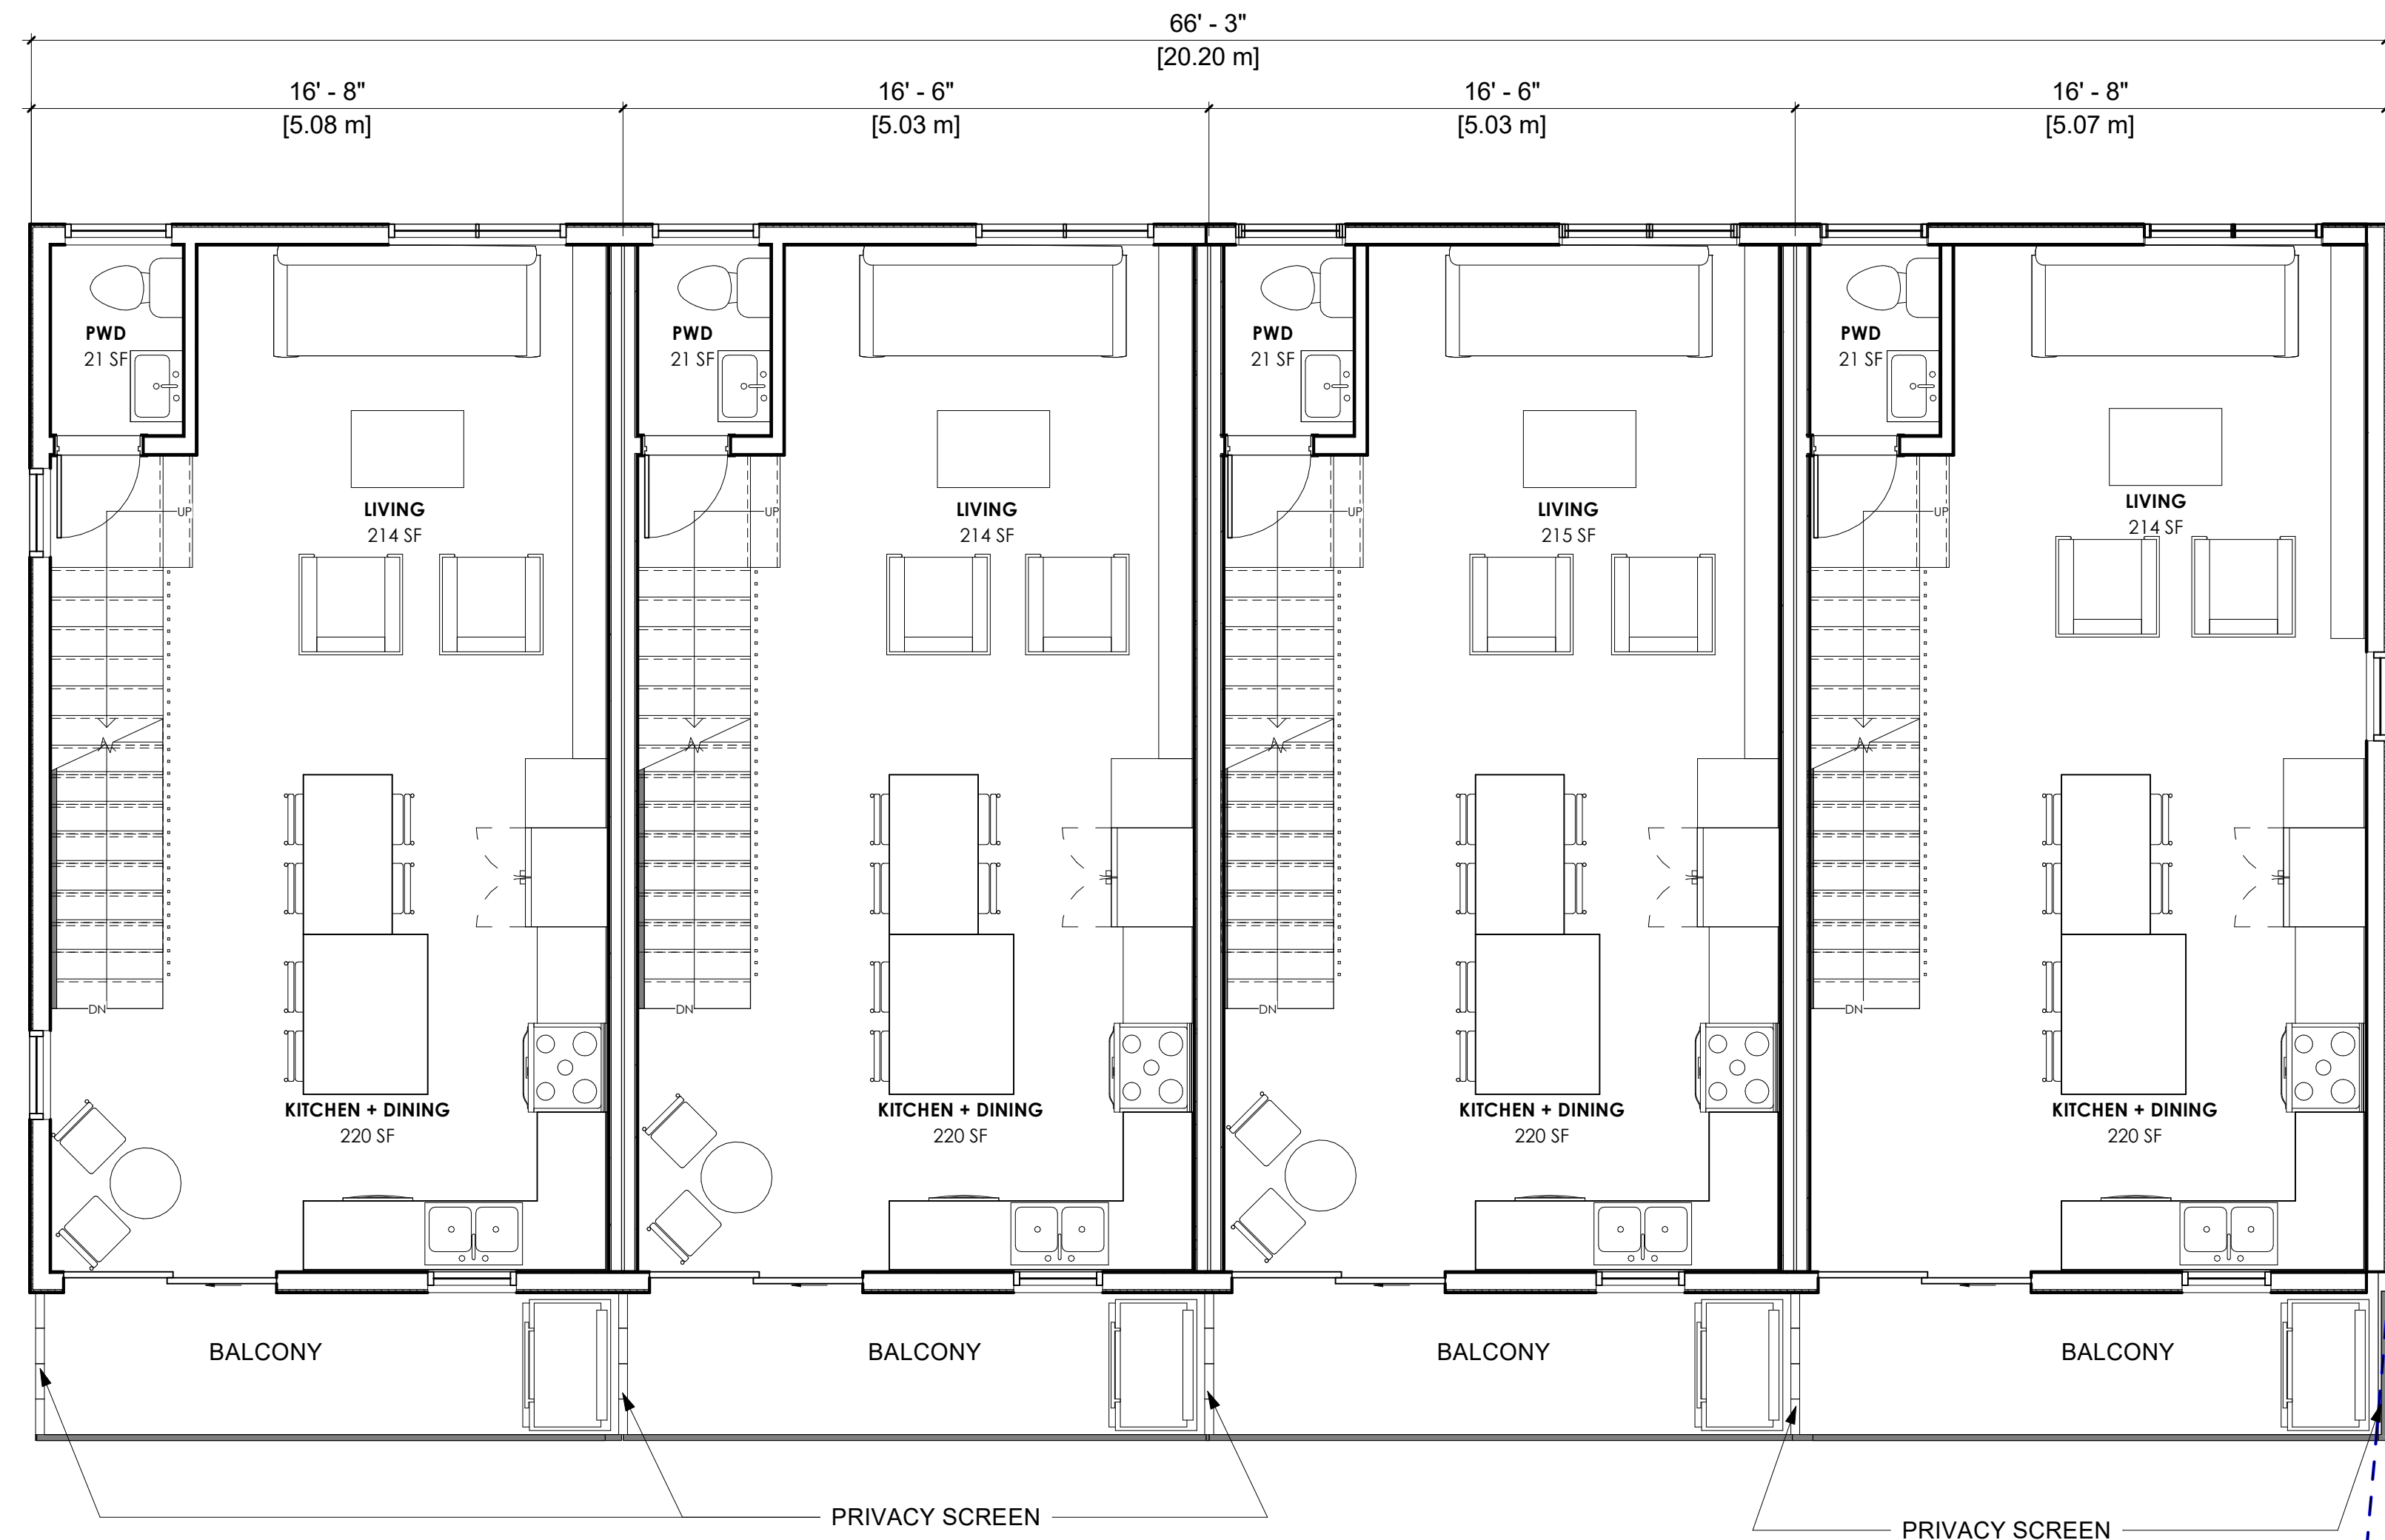 66' - 3"
[20.20 m]
16' - 8" 16' - 6" 16' - 6" 16' - 8"
[5.08 m] [5.03 m] [5.03 m] [5.07 m]
PWD PWD PWD PWD
21 SF 21 SF 21 SF 21 SF
LIVING
214 SF
LIVING
214 SF
LIVING
215 SF
LIVING
214 SF
UP UP UP UP
DN DN DN DN
KITCHEN + DINING KITCHEN + DINING KITCHEN + DINING KITCHEN + DINING
220 SF 220 SF 220 SF 220 SF
BALCONY BALCONY BALCONY BALCONY
PRIVACY SCREEN
PRIVACY SCREEN